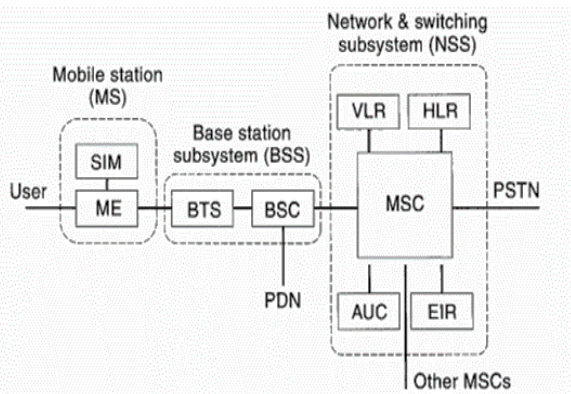 Network & switching
subsystem (NSS)
Mobile station
(MS)
Base station
subsystem (BSS)
VLR
HLR
SIM
User
ME
BTS
BSC
MSC
PSTN
PDN
AUC
EIR
Other MSCs